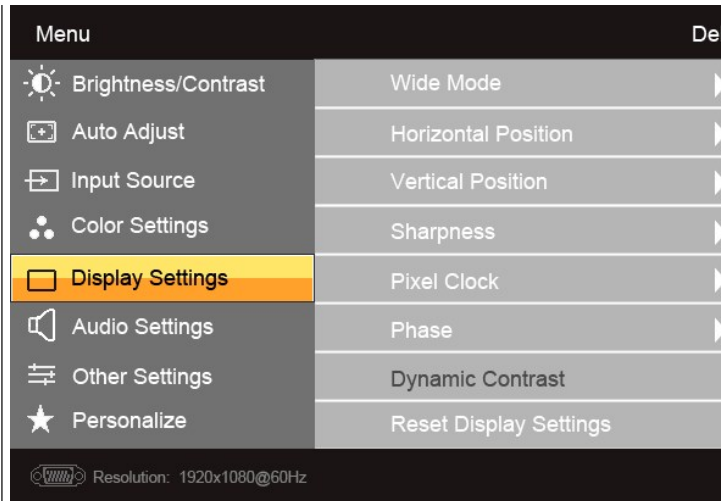 Menu
De
Brightness/Contrast
Auto Adjust
Input Source
Color Settings
Display Settings
Audio Settings
Other Settings
Personalize
Wide Mode
Horizontal Position
Vertical Position
Sharpness
Pixel Clock
Phase
Dynamic Contrast
Reset Display Settings
Resolution: 1920x1080@60Hz